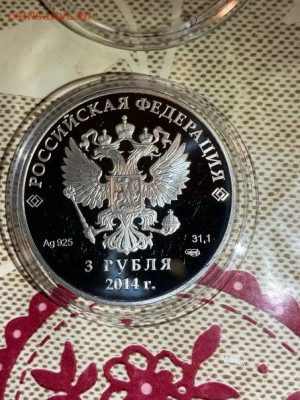 РОССИЙСКАЯ ФЕДЕРАЦИЯ
Ag 925
31,1
3 РУБЛЯ
2014 г.